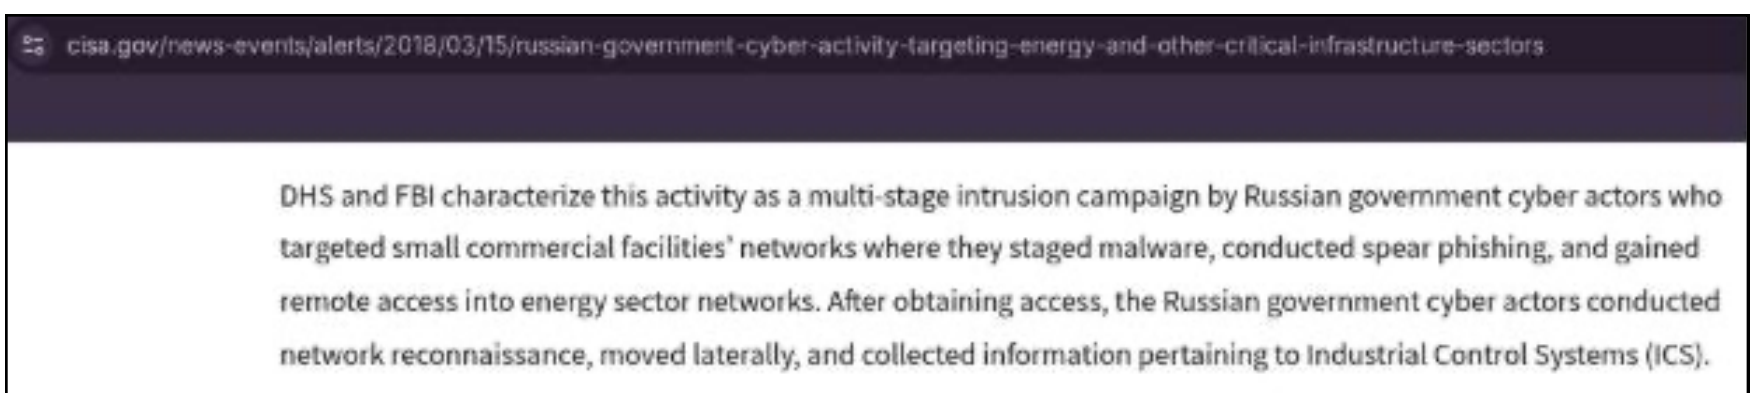 cisa.gov/news-events/alerts/2018/03/15/russian-government-cyber-activity-targeting-energy-and-other-critical-infrastructure-sectors
DHS and FBI characterize this activity as a multi-stage intrusion campaign by Russian government cyber actors who
targeted small commercial facilities’ networks where they staged malware, conducted spear phishing, and gained
remote access into energy sector networks. After obtaining access, the Russian government cyber actors conducted
network reconnaissance, moved laterally, and collected information pertaining to Industrial Control Systems (ICS).